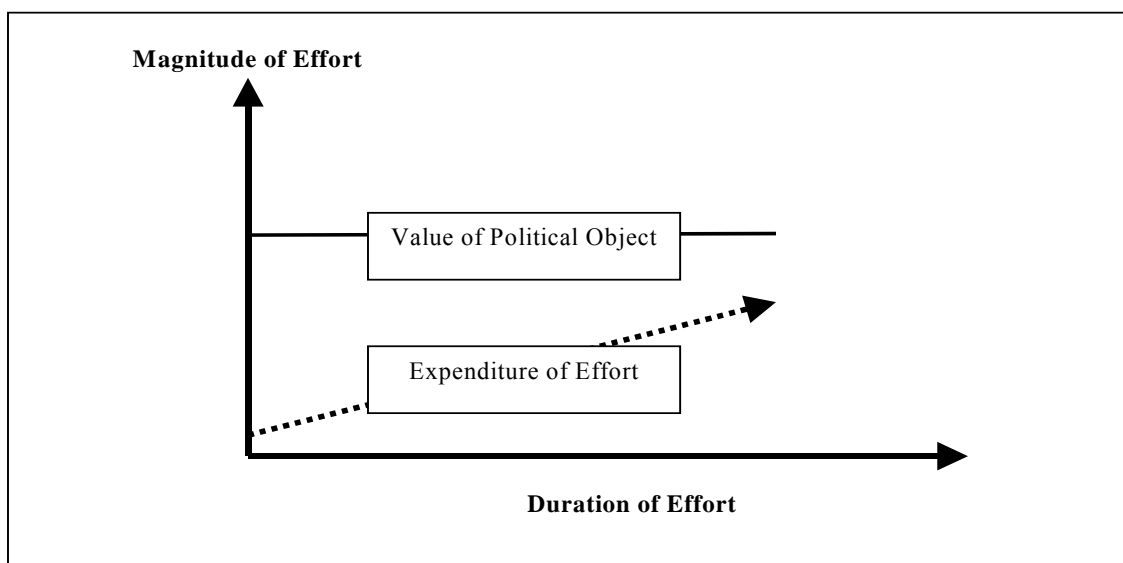 Magnitude of Effort
Value of Political Object
Expenditure of Effort
Duration of Effort